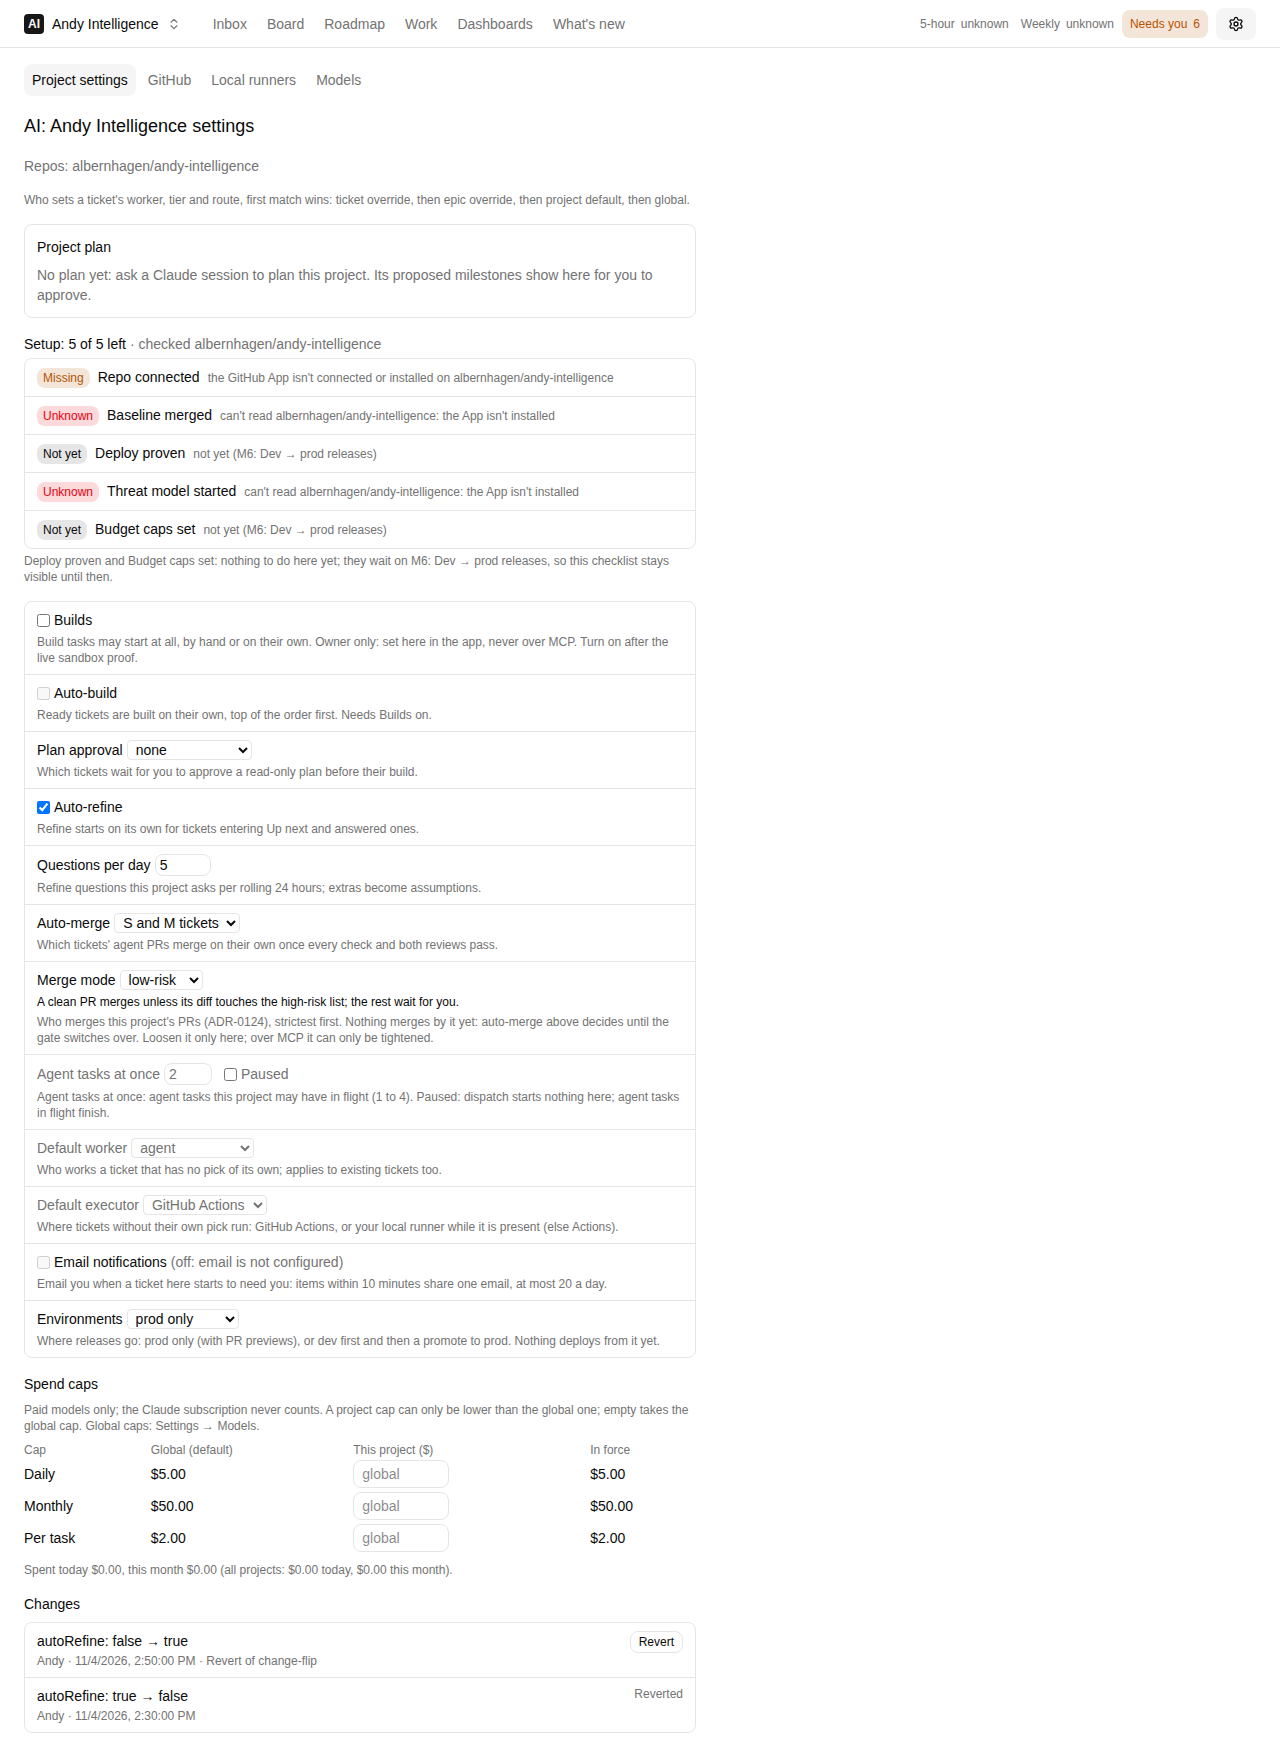 AI Andy Intelligence Inbox Board Roadmap Work Dashboards What's new 5-hour unknown Weekly unknown Needs you 6
Project settings GitHub Local runners Models
AI: Andy Intelligence settings
Repos: albernhagen/andy-intelligence
Who sets a ticket's worker, tier and route, first match wins: ticket override, then epic override, then project default, then global.
Project plan
No plan yet: ask a Claude session to plan this project. Its proposed milestones show here for you to
approve.
Setup: 5 of 5 left · checked albernhagen/andy-intelligence
Missing Repo connected the GitHub App isn't connected or installed on albernhagen/andy-intelligence
Unknown Baseline merged can't read albernhagen/andy-intelligence: the App isn't installed
Not yet Deploy proven not yet (M6: Dev → prod releases)
Unknown Threat model started can't read albernhagen/andy-intelligence: the App isn't installed
Not yet Budget caps set not yet (M6: Dev → prod releases)
Deploy proven and Budget caps set: nothing to do here yet; they wait on M6: Dev → prod releases, so this checklist stays
visible until then.
Builds
Build tasks may start at all, by hand or on their own. Owner only: set here in the app, never over MCP. Turn on after the
live sandbox proof.
Auto-build
Ready tickets are built on their own, top of the order first. Needs Builds on.
Plan approval none
Which tickets wait for you to approve a read-only plan before their build.
Auto-refine
Refine starts on its own for tickets entering Up next and answered ones.
Questions per day 5
Refine questions this project asks per rolling 24 hours; extras become assumptions.
Auto-merge S and M tickets
Which tickets' agent PRs merge on their own once every check and both reviews pass.
Merge mode low-risk
A clean PR merges unless its diff touches the high-risk list; the rest wait for you.
Who merges this project's PRs (ADR-0124), strictest first. Nothing merges by it yet: auto-merge above decides until the
gate switches over. Loosen it only here; over MCP it can only be tightened.
Agent tasks at once 2 Paused
Agent tasks at once: agent tasks this project may have in flight (1 to 4). Paused: dispatch starts nothing here; agent tasks
in flight finish.
Default worker agent
Who works a ticket that has no pick of its own; applies to existing tickets too.
Default executor GitHub Actions
Where tickets without their own pick run: GitHub Actions, or your local runner while it is present (else Actions).
Email notifications (off: email is not configured)
Email you when a ticket here starts to need you: items within 10 minutes share one email, at most 20 a day.
Environments prod only
Where releases go: prod only (with PR previews), or dev first and then a promote to prod. Nothing deploys from it yet.
Spend caps
Paid models only; the Claude subscription never counts. A project cap can only be lower than the global one; empty takes the
global cap. Global caps: Settings → Models.
Cap Global (default) This project ($) In force
Daily $5.00 global $5.00
Monthly $50.00 global $50.00
Per task $2.00 global $2.00
Spent today $0.00, this month $0.00 (all projects: $0.00 today, $0.00 this month).
Changes
autoRefine: false → true Revert
Andy · 11/4/2026, 2:50:00 PM · Revert of change-flip
autoRefine: true → false Reverted
Andy · 11/4/2026, 2:30:00 PM